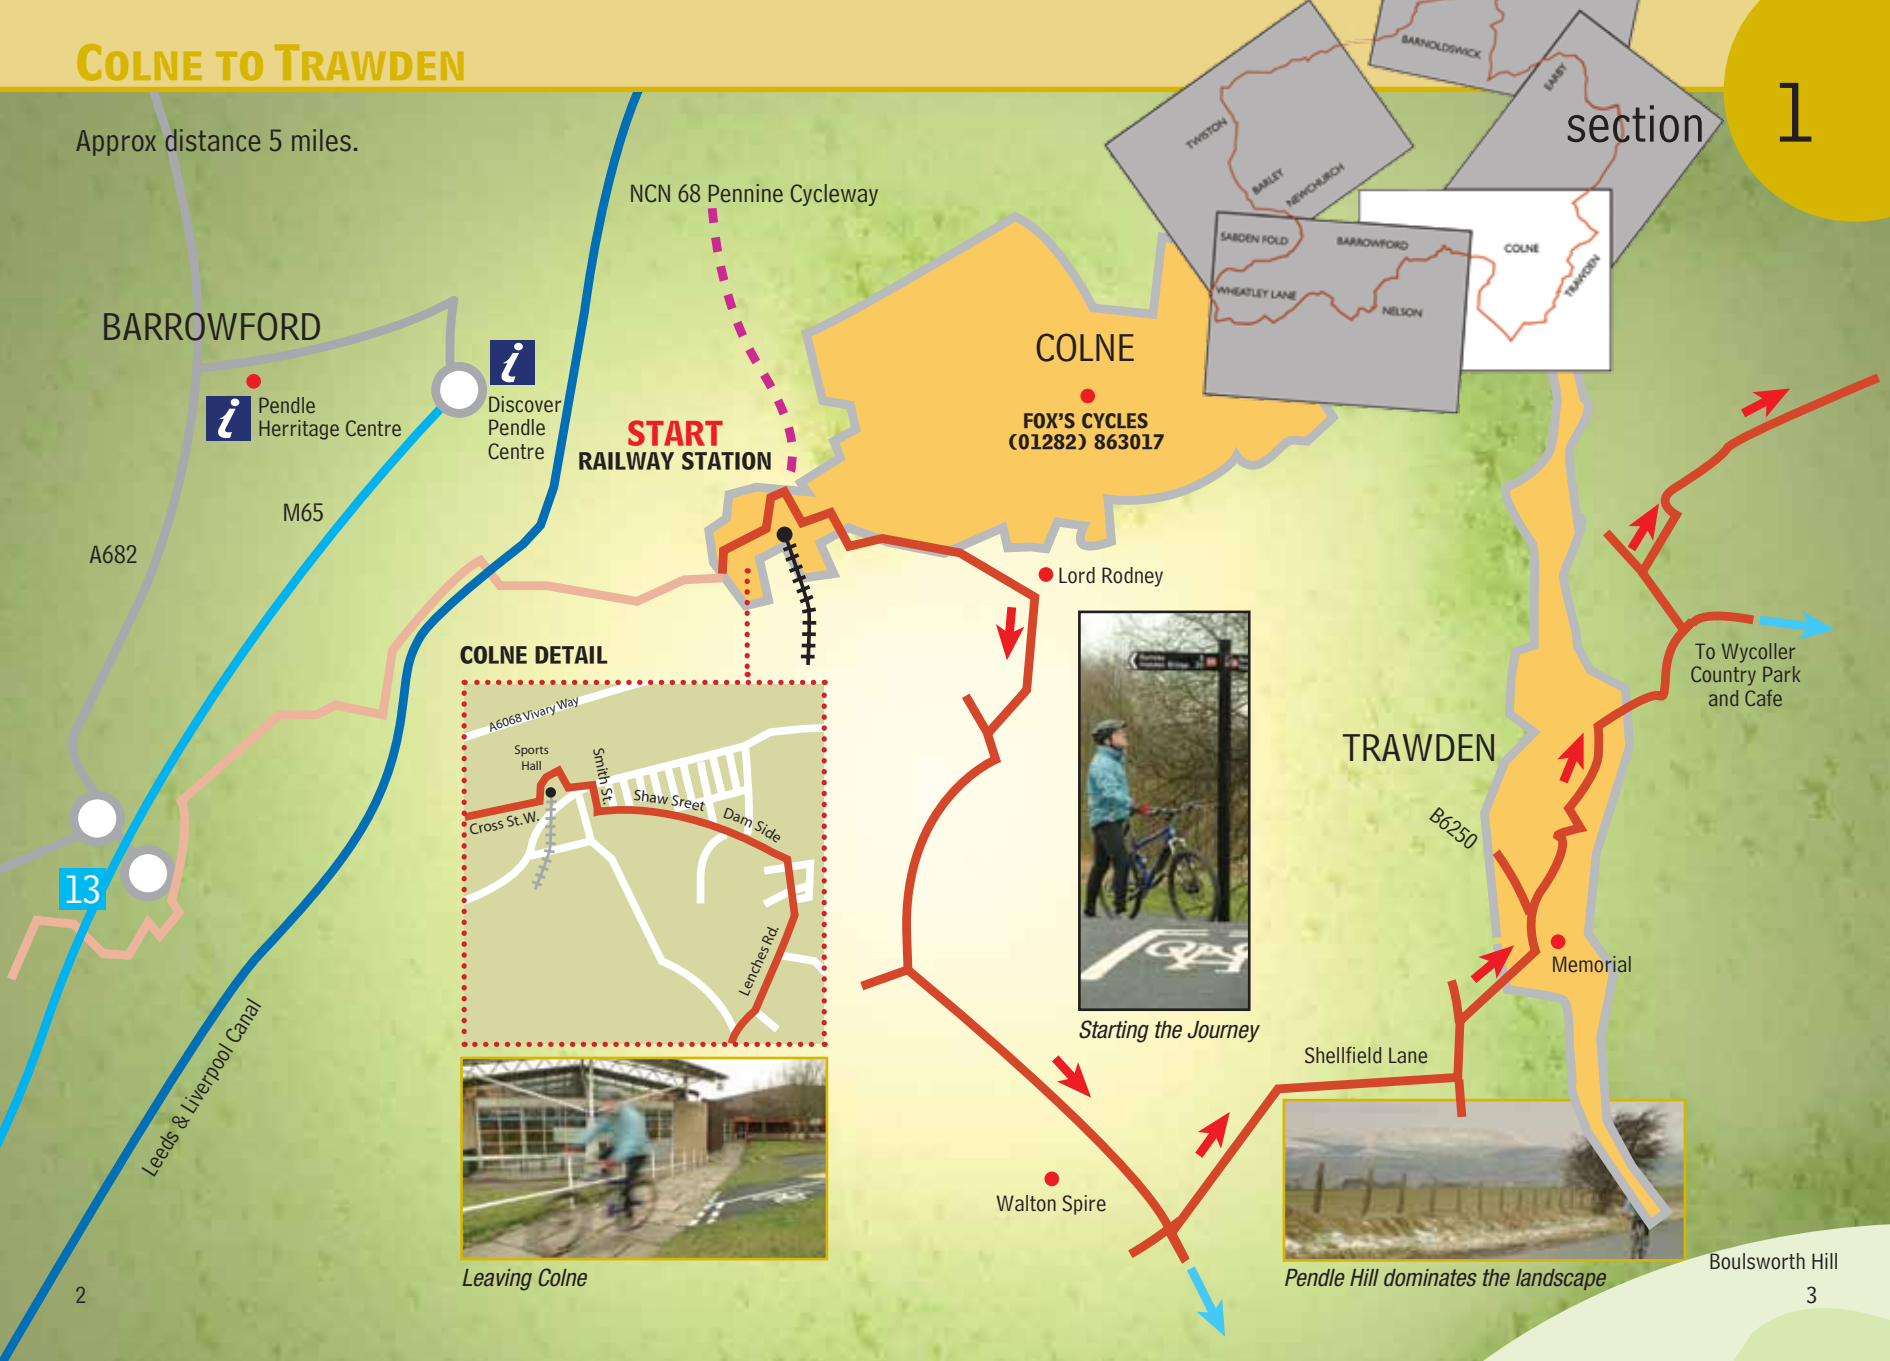 COLNE TO TRAWDEN
Approx distance 5 miles.
section
1
NCN 68 Pennine Cycleway
BARNOLDSWICK
EARBY
TWISTON
BARLEY
NEWCHURCH
SABDEN FOLD
BARROWFORD
COLNE
TRAWDEN
WHEATLEY LANE
NELSON
BARROWFORD
Pendle
Herritage Centre
Discover
Pendle
Centre
START
RAILWAY STATION
COLNE
FOX'S CYCLES
(01282) 863017
M65
A682
Lord Rodney
COLNE DETAIL
A6068 Vivary Way
Sports
Hall
Smith St.
Shaw Sreet
Dam Side
Cross St. W.
Lenches Rd.
To Wycoller
Country Park
and Cafe
TRAWDEN
B6250
13
Memorial
Leeds & Liverpool Canal
Starting the Journey
Shellfield Lane
Walton Spire
Leaving Colne
Pendle Hill dominates the landscape
Boulsworth Hill
2
3